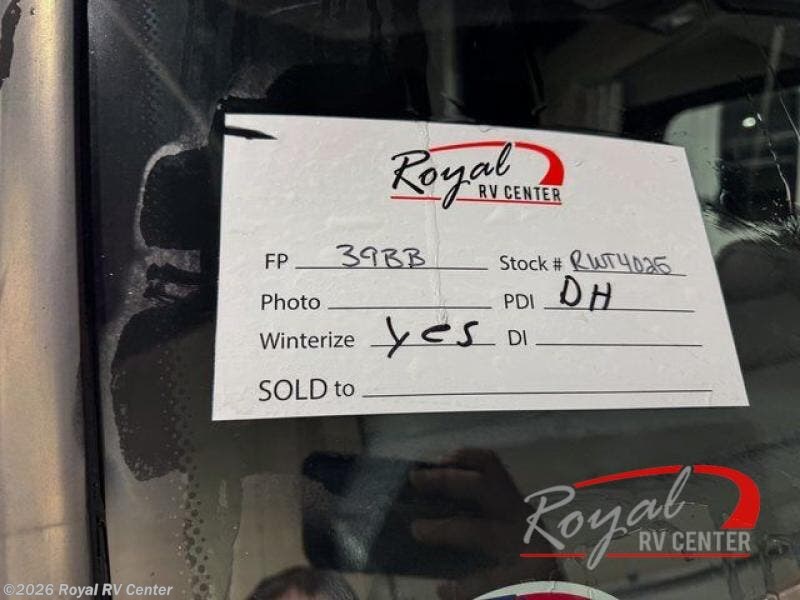 Royal
RV CENTER
FP 39BB Stock # RWT4026
Photo PDI DH
Winterize yes DI
SOLD to
Royal
RV CENTER
©2026 Royal RV Center